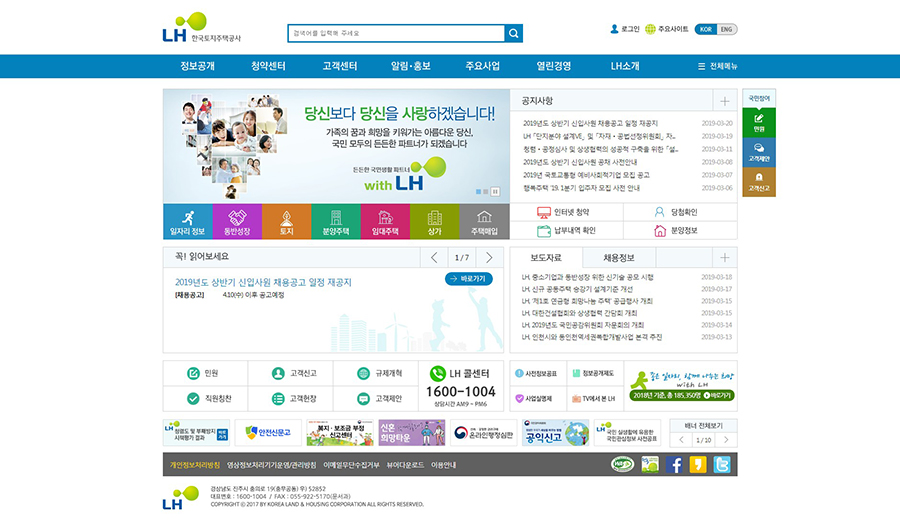 LH 한국토지주택공사
검색어를 입력해 주세요
로그인 주요사이트 KOR ENG
정보공개 청약센터 고객센터 알림·홍보 주요사업 열린경영 LH소개 전체메뉴
당신보다 당신을 사랑하겠습니다!
가족의 꿈과 희망을 키워가는 아름다운 당신,
국민 모두의 든든한 파트너가 되겠습니다
든든한 국민생활 파트너
with LH
일자리 정보 동반성장 토지 분양주택 임대주택 상가 주택매입
공지사항
2019년도 상반기 신입사원 채용공고 일정 재공지 2019-03-20
LH 「단지분야 설계VE」 및 「자재·공법선정위원회」 자.. 2019-03-19
청렴·공정심사 및 상생협력의 성공적 구축을 위한 「설.. 2019-03-11
2019년도 상반기 신입사원 공채 사전안내 2019-03-08
2019년 국토교통형 예비사회적기업 모집 공고 2019-03-07
행복주택 '19.1분기 입주자 모집 사전 안내 2019-03-06
인터넷 청약 당첨확인
납부내역 확인 분양정보
국민참여
민원
고객제안
고객신고
꼭! 읽어보세요 1 / 7
2019년도 상반기 신입사원 채용공고 일정 재공지 바로가기
[채용공고] 4.10(수) 이후 공고예정
보도자료 채용정보
LH, 중소기업과 동반성장 위한 신기술 공모 시행 2019-03-18
LH, 신규 공동주택 승강기 설계기준 개선 2019-03-17
LH, '제1호 연금형 희망나눔 주택' 공급행사 개최 2019-03-15
LH, 대한건설협회와 상생협력 간담회 개최 2019-03-15
LH, 2019년도 국민공감위원회 자문회의 개최 2019-03-14
LH, 인천시와 동인천역세권복합개발사업 본격 추진 2019-03-13
민원 고객신고 규제개혁
직원칭찬 고객헌장 고객제안
LH 콜센터
1600-1004
상담시간 AM9 ~ PM6
사전정보공표 정보공개제도
사업실명제 TV에서 본 LH
좋은 일자리, 함께 나누는 희망
with LH
2018년 기준, 총 185,350명 바로가기
LH
청렴도 및 부패방지
시책평가 결과
바로가기
안전신문고
복지·보조금 부정
신고센터
신혼
희망타운
온라인행정심판
공익신고
LH
국민 실생활에 유용한
국민관심정보 사전공표
배너 전체보기
1 / 10
개인정보처리방침 영상정보처리기기운영/관리방침 이메일무단수집거부 뷰어다운로드 이용안내
LH
경상남도 진주시 충의로 19(충무공동) 우) 52852
대표번호 : 1600-1004 / FAX : 055-922-5170(문서과)
COPYRIGHT ⓒ 2017 BY KOREA LAND & HOUSING CORPORATION ALL RIGHTS RESERVED.